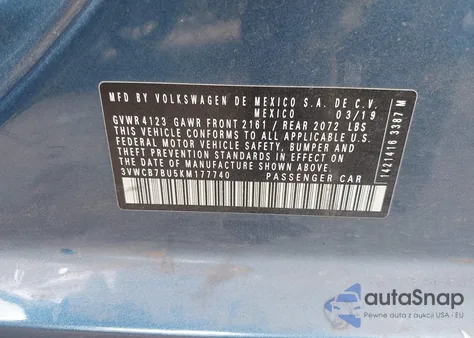 MFD BY VOLKSWAGEN DE MEXICO S.A. DE C.V.
MEXICO 03/19
GVWR 4123 GAWR FRONT 2161 / REAR 2072 LBS
THIS VEHICLE CONFORMS TO ALL APPLICABLE U.S.
FEDERAL MOTOR VEHICLE SAFETY, BUMPER AND
THEFT PREVENTION STANDARDS IN EFFECT ON
THE DATE OF MANUFACTURE SHOWN ABOVE.
3VWCB7BU5KM177740 PASSENGER CAR
1421416 3387 M
autoSnap
Pewne auta z aukcji USA - EU